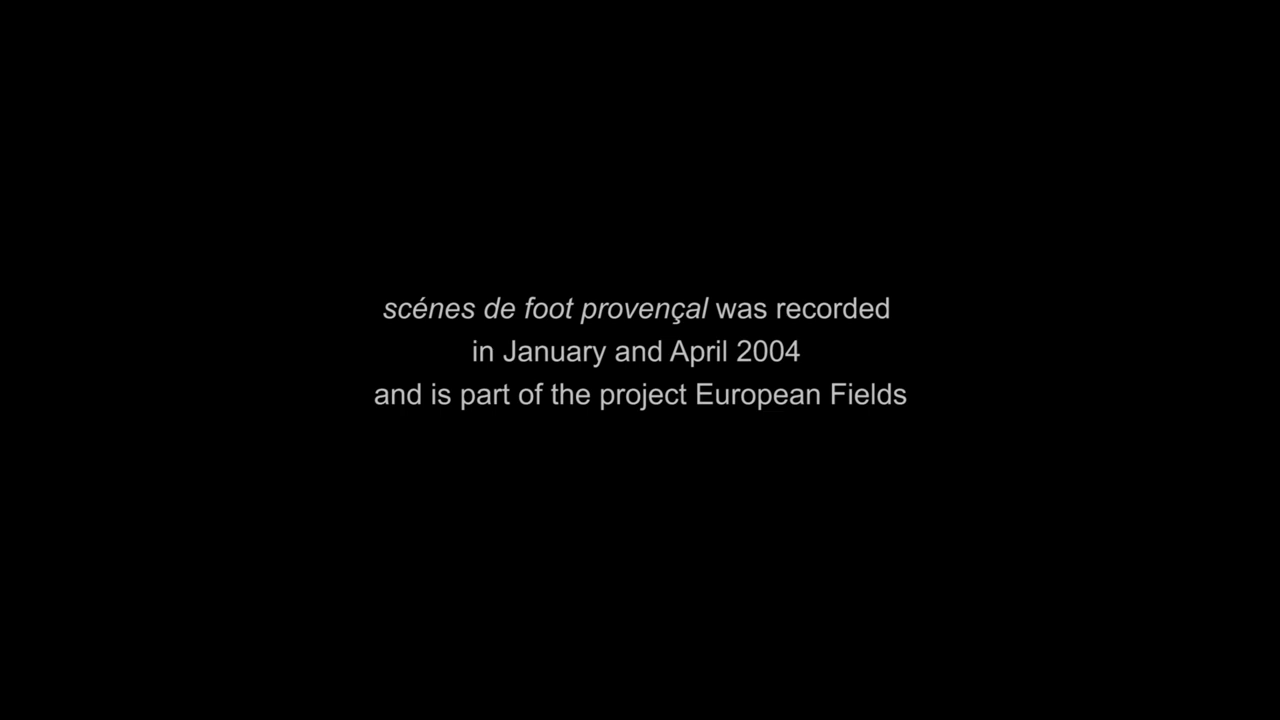 scénes de foot provençal was recorded
in January and April 2004
and is part of the project European Fields